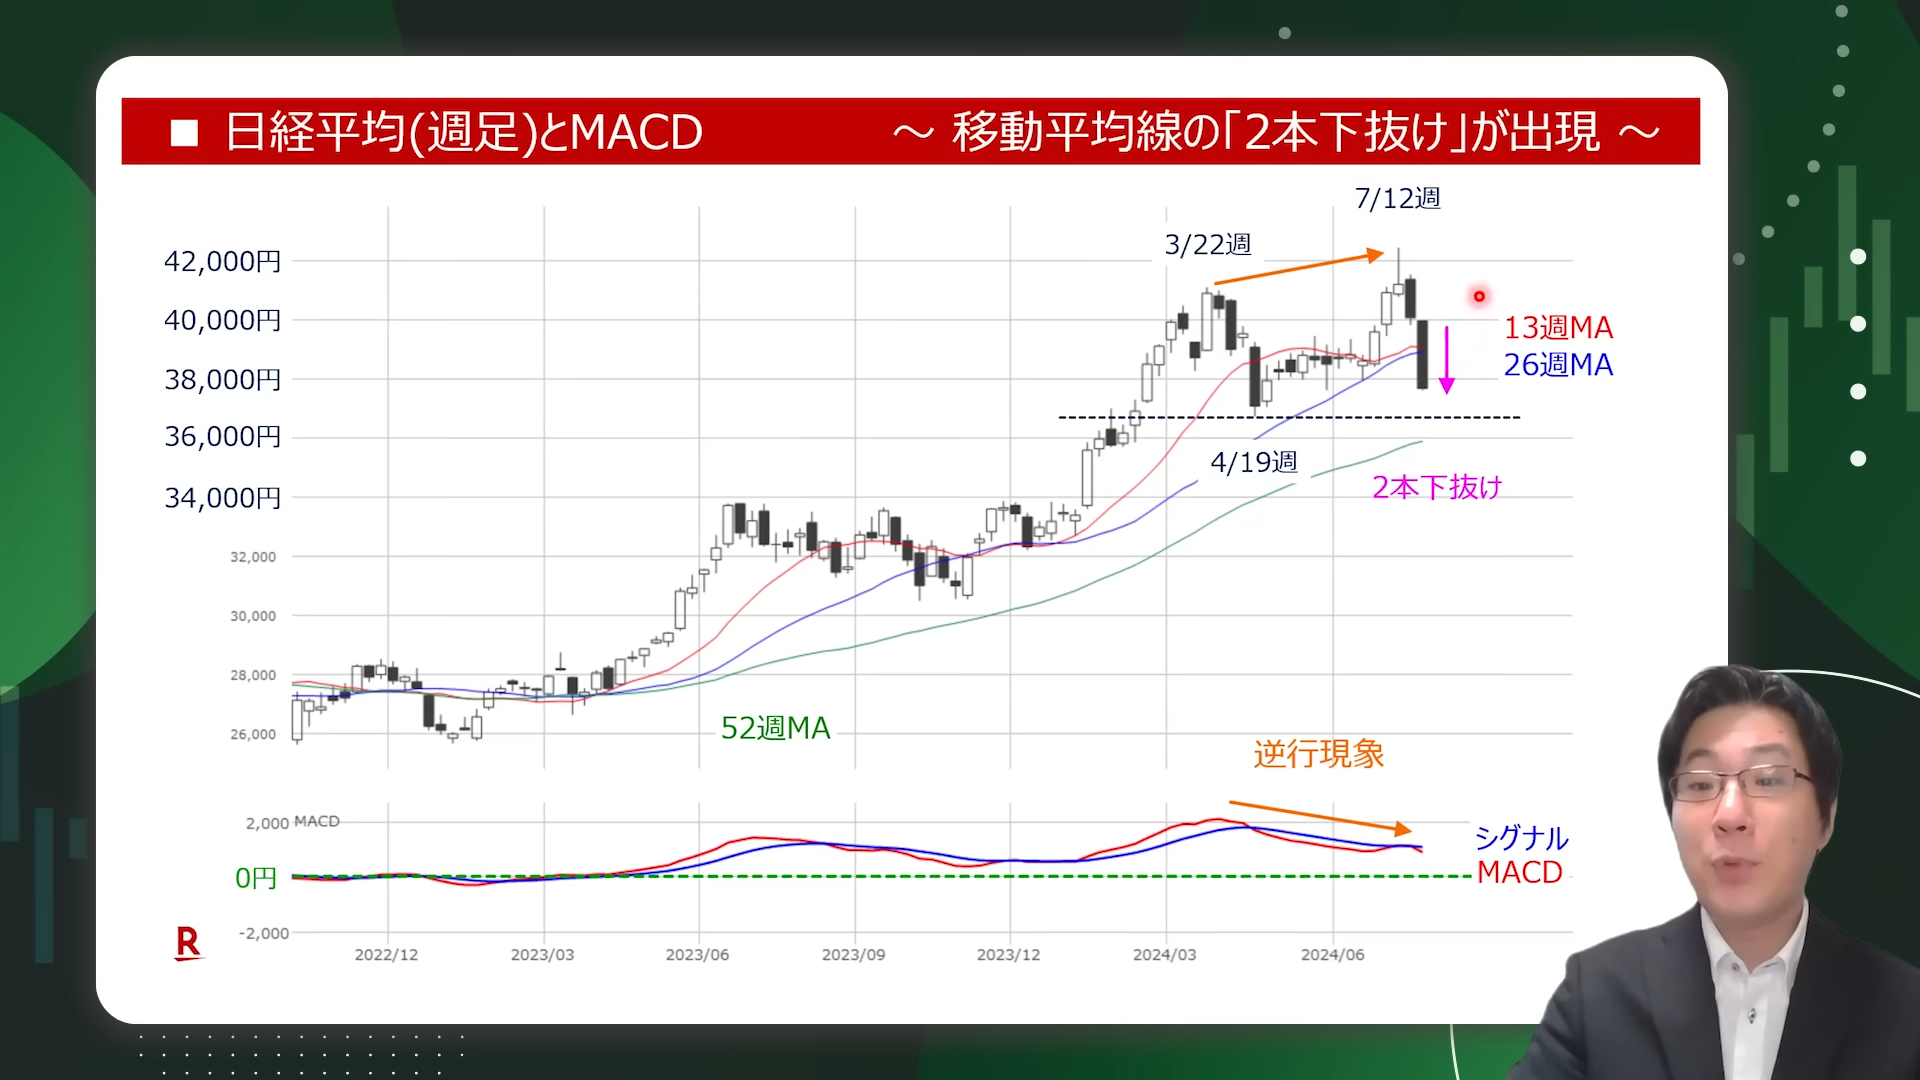 ■ 日経平均(週足)とMACD ～ 移動平均線の「2本下抜け」が出現 ～
7/12週
3/22週
42,000円
40,000円
13週MA
26週MA
38,000円
36,000円
4/19週
2本下抜け
34,000円
32,000
30,000
28,000
26,000
52週MA
逆行現象
2,000 MACD
シグナル
MACD
0円
-2,000
R
2022/12 2023/03 2023/06 2023/09 2023/12 2024/03 2024/06